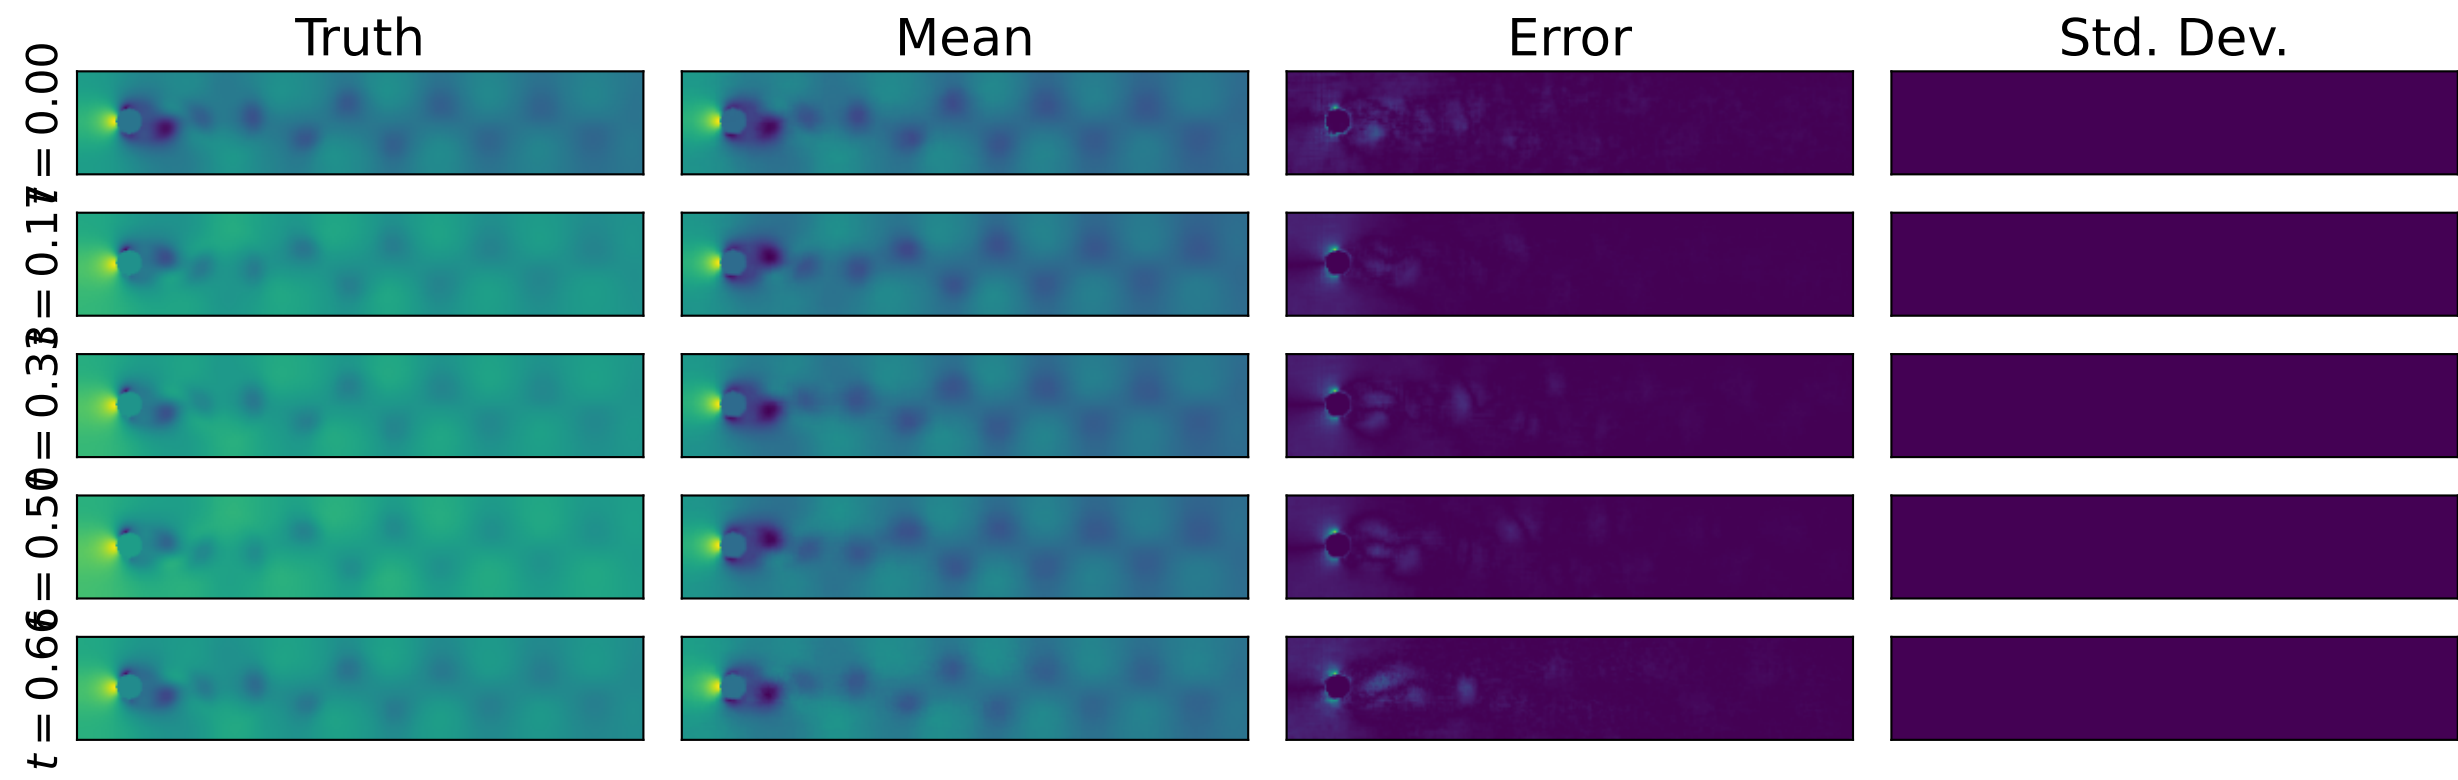 Truth Mean Error Std. Dev.
t = 0.00
t = 0.17
t = 0.33
t = 0.50
t = 0.66